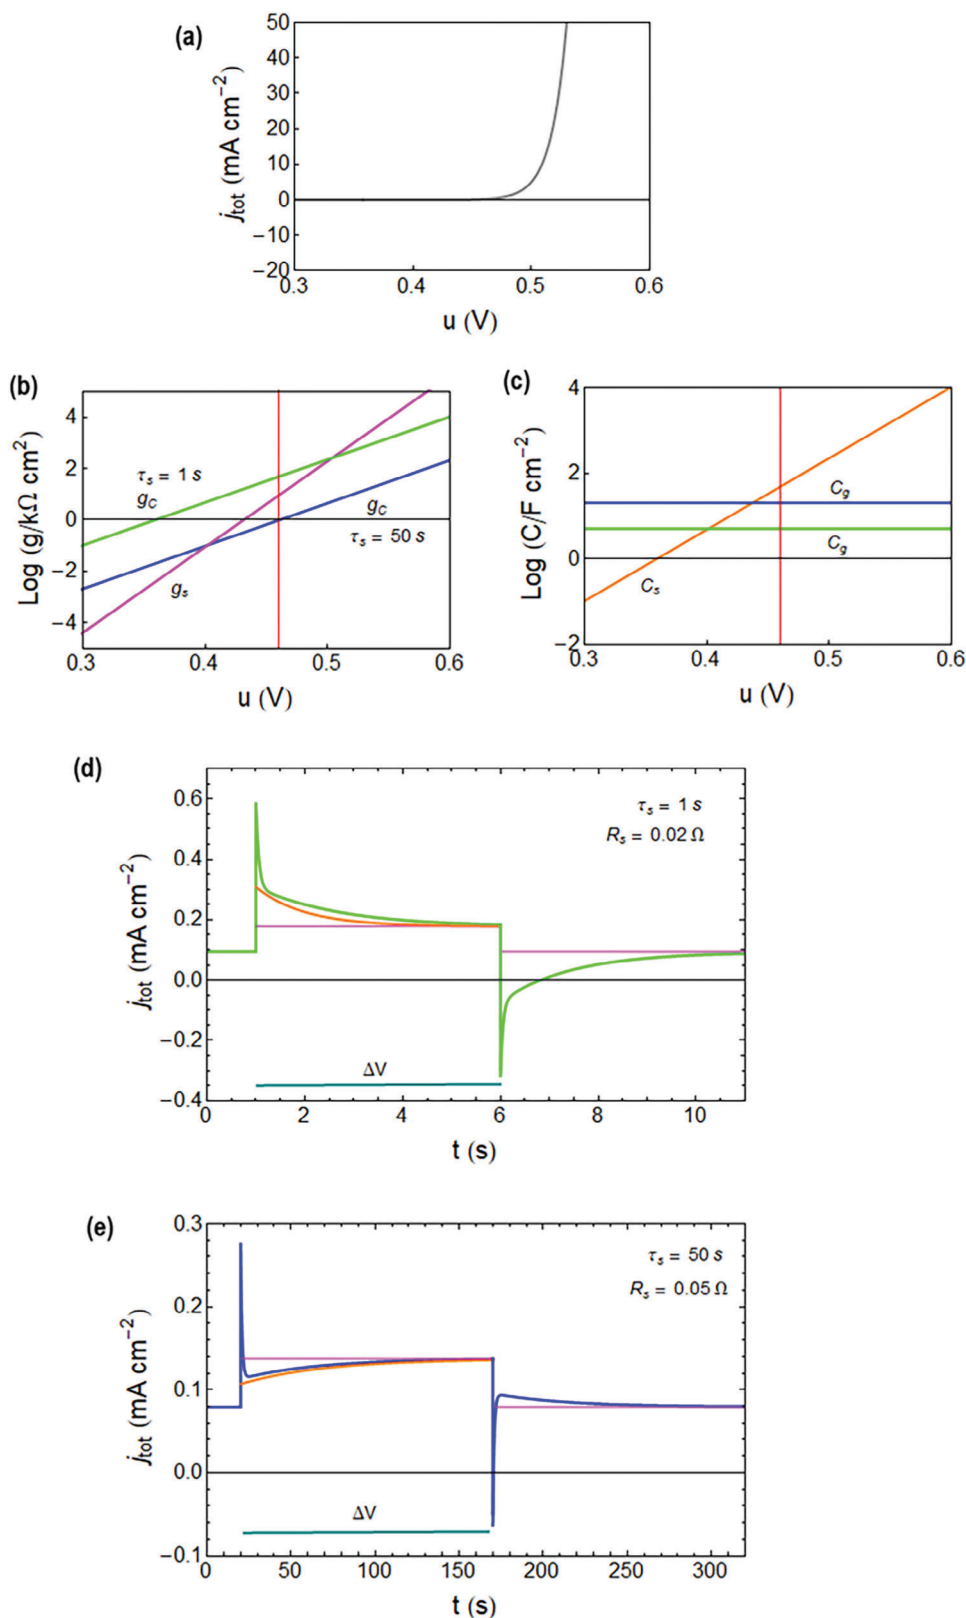 (a)
j_tot (mA cm⁻²)
50
40
30
20
10
0
−10
−20
0.3 0.4 0.5 0.6
u (V)
(b)
Log (g/kΩ cm²)
4
2
0
−2
−4
τ_s = 1 s
g_C
g_C
τ_s = 50 s
g_s
0.3 0.4 0.5 0.6
u (V)
(c)
Log (C/F cm⁻²)
4
2
0
−2
C_g
C_g
C_s
0.3 0.4 0.5 0.6
u (V)
(d)
j_tot (mA cm⁻²)
0.6
0.4
0.2
0.0
−0.2
−0.4
τ_s = 1 s
R_s = 0.02 Ω
ΔV
0 2 4 6 8 10
t (s)
(e)
j_tot (mA cm⁻²)
0.3
0.2
0.1
0.0
−0.1
τ_s = 50 s
R_s = 0.05 Ω
ΔV
0 50 100 150 200 250 300
t (s)